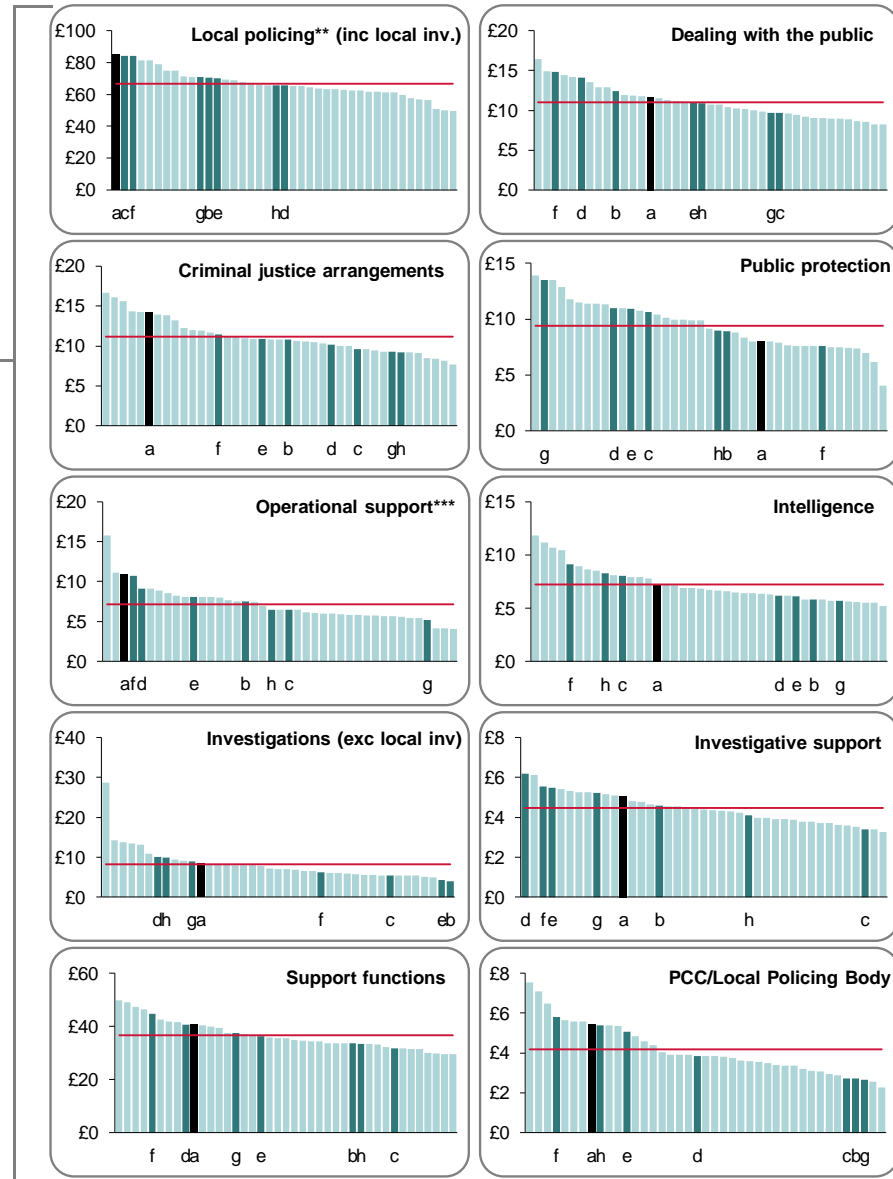 Local policing** (inc local inv.)
£100
£80
£60
£40
£20
£0
acf gbe hd
Dealing with the public
£20
£15
£10
£5
£0
f d b a eh gc
Criminal justice arrangements
£20
£15
£10
£5
£0
a f e b d c gh
Public protection
£15
£10
£5
£0
g d e c hb a f
Operational support***
£20
£15
£10
£5
£0
afd e b h c g
Intelligence
£15
£10
£5
£0
f h c a d e b g
Investigations (exc local inv)
£40
£30
£20
£10
£0
dh ga f c eb
Investigative support
£8
£6
£4
£2
£0
d fe g a b h c
Support functions
£60
£40
£20
£0
f da g e bh c
PCC/Local Policing Body
£8
£6
£4
£2
£0
f ah e d cbg